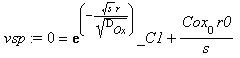 vsp := 0 = e^(-(√s r)/√D_Ox) _C1 + (Cox_0 r0)/s